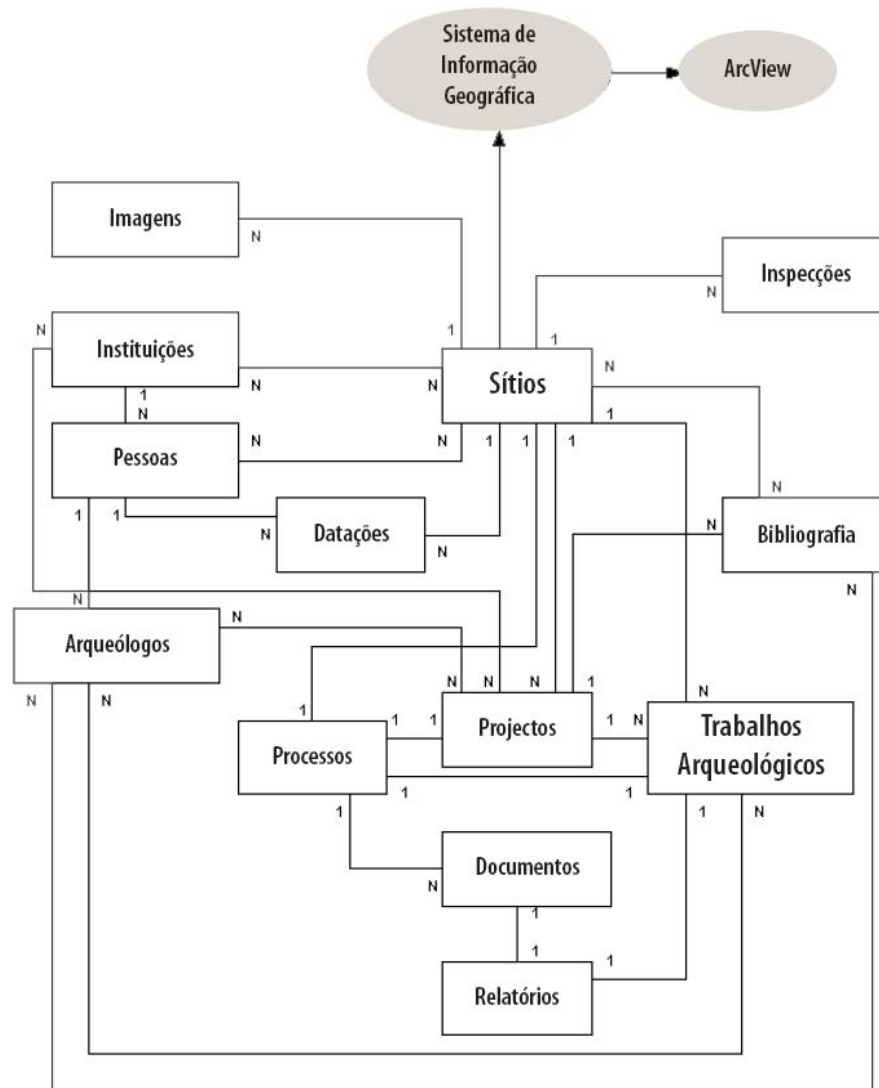 Sistema de
Informação
Geográfica
ArcView
Imagens
N
Inspecções
N
N
1
1
Instituições
N
N
Sítios
N
1
N
1
1
1
1
N
N
Pessoas
N
1
1
N
Datações
N
N
N
Bibliografia
N
N
N
Arqueólogos
N
N
N
N
N
1
N
1
1
1
Projectos
1
N
Trabalhos
Arqueológicos
Processos
1
1
1
1
N
Documentos
N
1
1
1
Relatórios